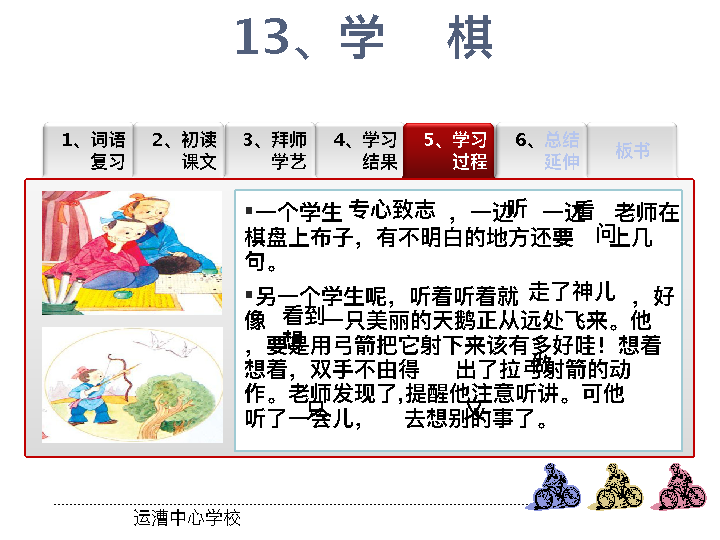 13、学 棋
1、词语 2、初读 3、拜师 4、学习 5、学习 6、总结 板书
复习 课文 学艺 结果 过程 延伸
一个学生 专心致志 ，一边 听 一边 看 老师在
棋盘上布子，有不明白的地方还要 问 上几
句。
另一个学生呢，听着听着就 走了神儿 ，好
像 看到 一只美丽的天鹅正从远处飞来。他
想 ，要是用弓箭把它射下来该有多好哇！想着
想着，双手不由得 做 出了拉弓射箭的动
作。老师发现了,提醒他注意听讲。可他
只 听了一会儿， 又 去想别的事了。
运漕中心学校